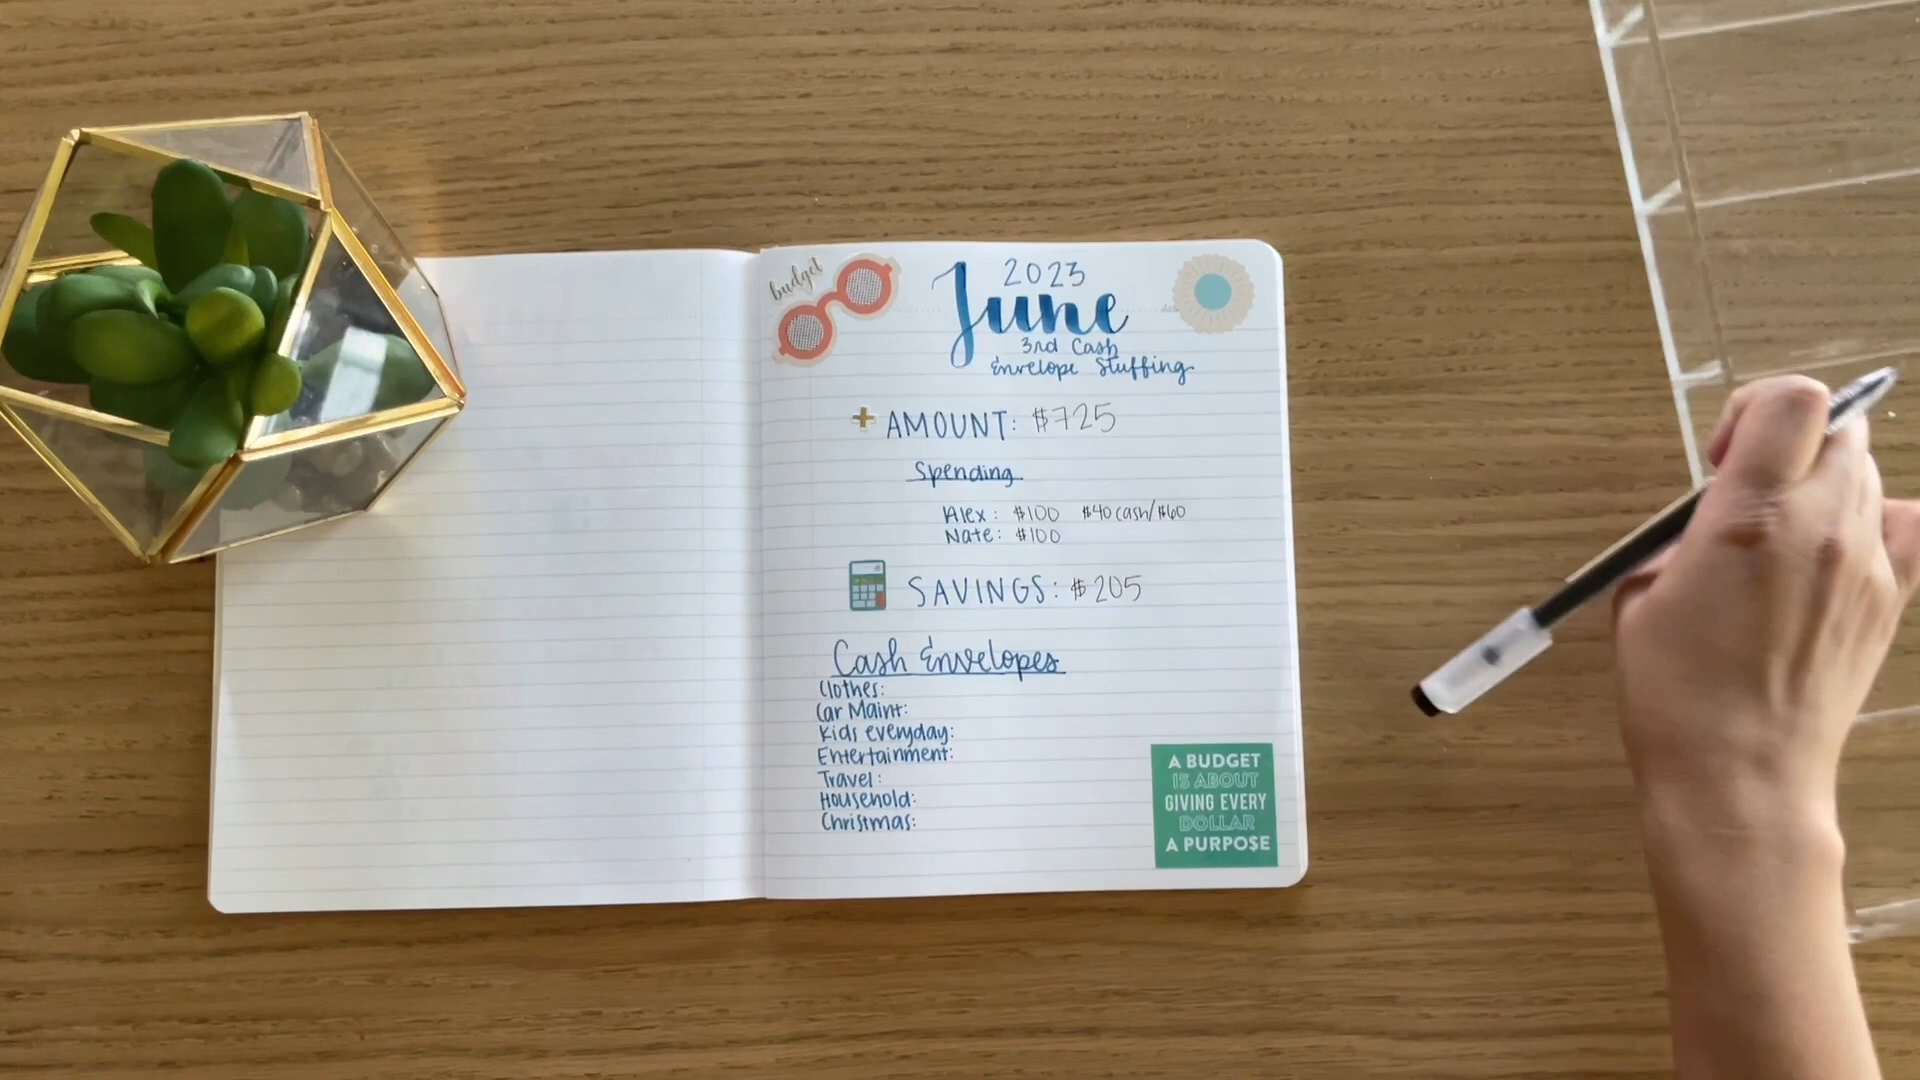 budget
2023
June
3rd Cash
Envelope Stuffing
+ AMOUNT: $725
Spending
Alex: $100 $40 cash/$60
Nate: $100
SAVINGS: $205
Cash Envelopes
Clothes:
Car Maint:
Kids everyday:
Entertainment:
Travel:
Household:
Christmas:
A BUDGET
IS ABOUT
GIVING EVERY
DOLLAR
A PURPO$E